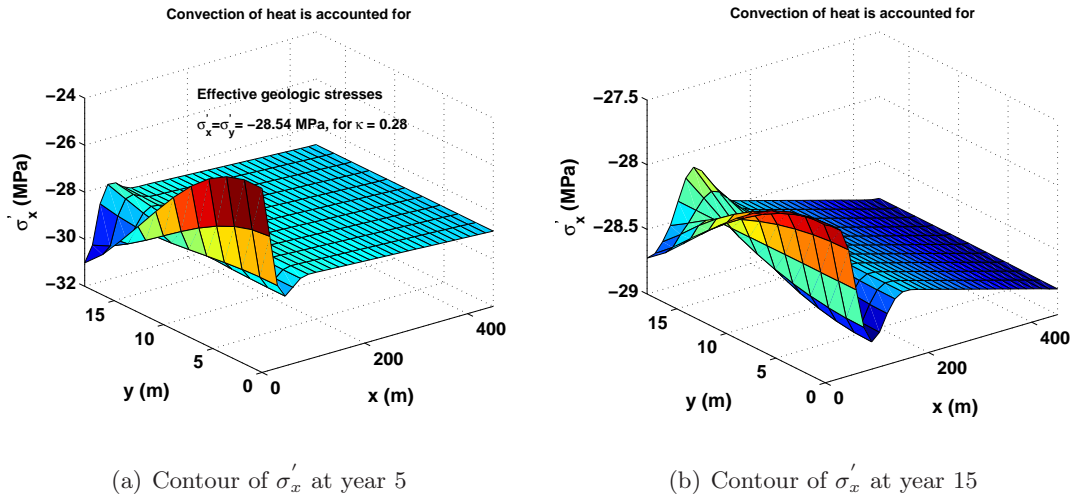 Convection of heat is accounted for
−24
−26
−28
−30
−32
σ'x (MPa)
Effective geologic stresses
σ'x=σ'y= −28.54 MPa, for κ = 0.28
15
10
5
0
y (m)
0
200
400
x (m)
(a) Contour of σ'x at year 5
Convection of heat is accounted for
−27.5
−28
−28.5
−29
σ'x (MPa)
15
10
5
0
y (m)
0
200
400
x (m)
(b) Contour of σ'x at year 15